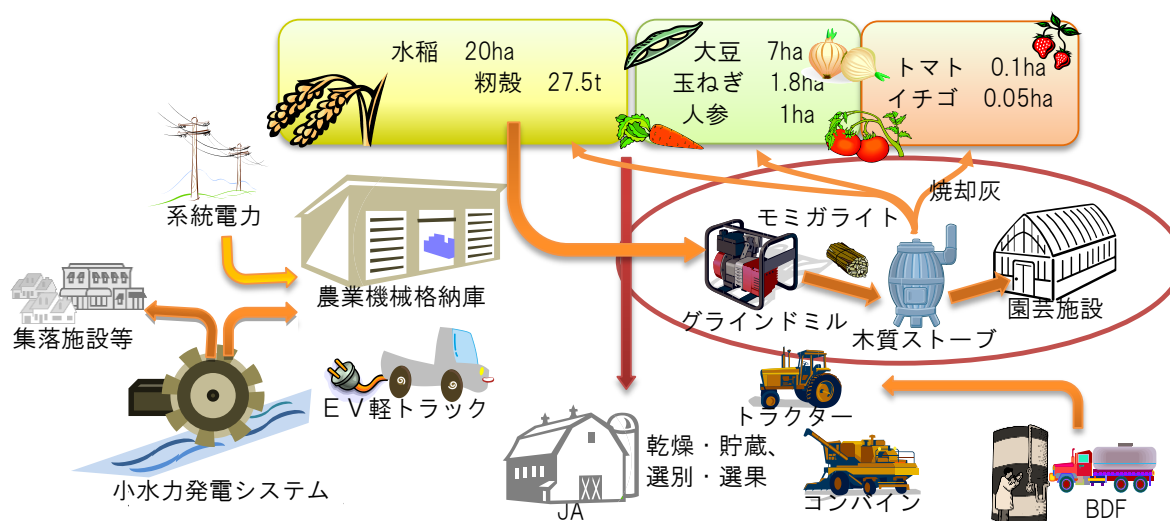 水稲 20ha
籾殻 27.5t
大豆 7ha
玉ねぎ 1.8ha
人参 1ha
トマト 0.1ha
イチゴ 0.05ha
系統電力
農業機械格納庫
集落施設等
小水力発電システム
ＥＶ軽トラック
焼却灰
モミガライト
グラインドミル
木質ストーブ
園芸施設
トラクター
コンバイン
乾燥・貯蔵、
選別・選果
JA
BDF